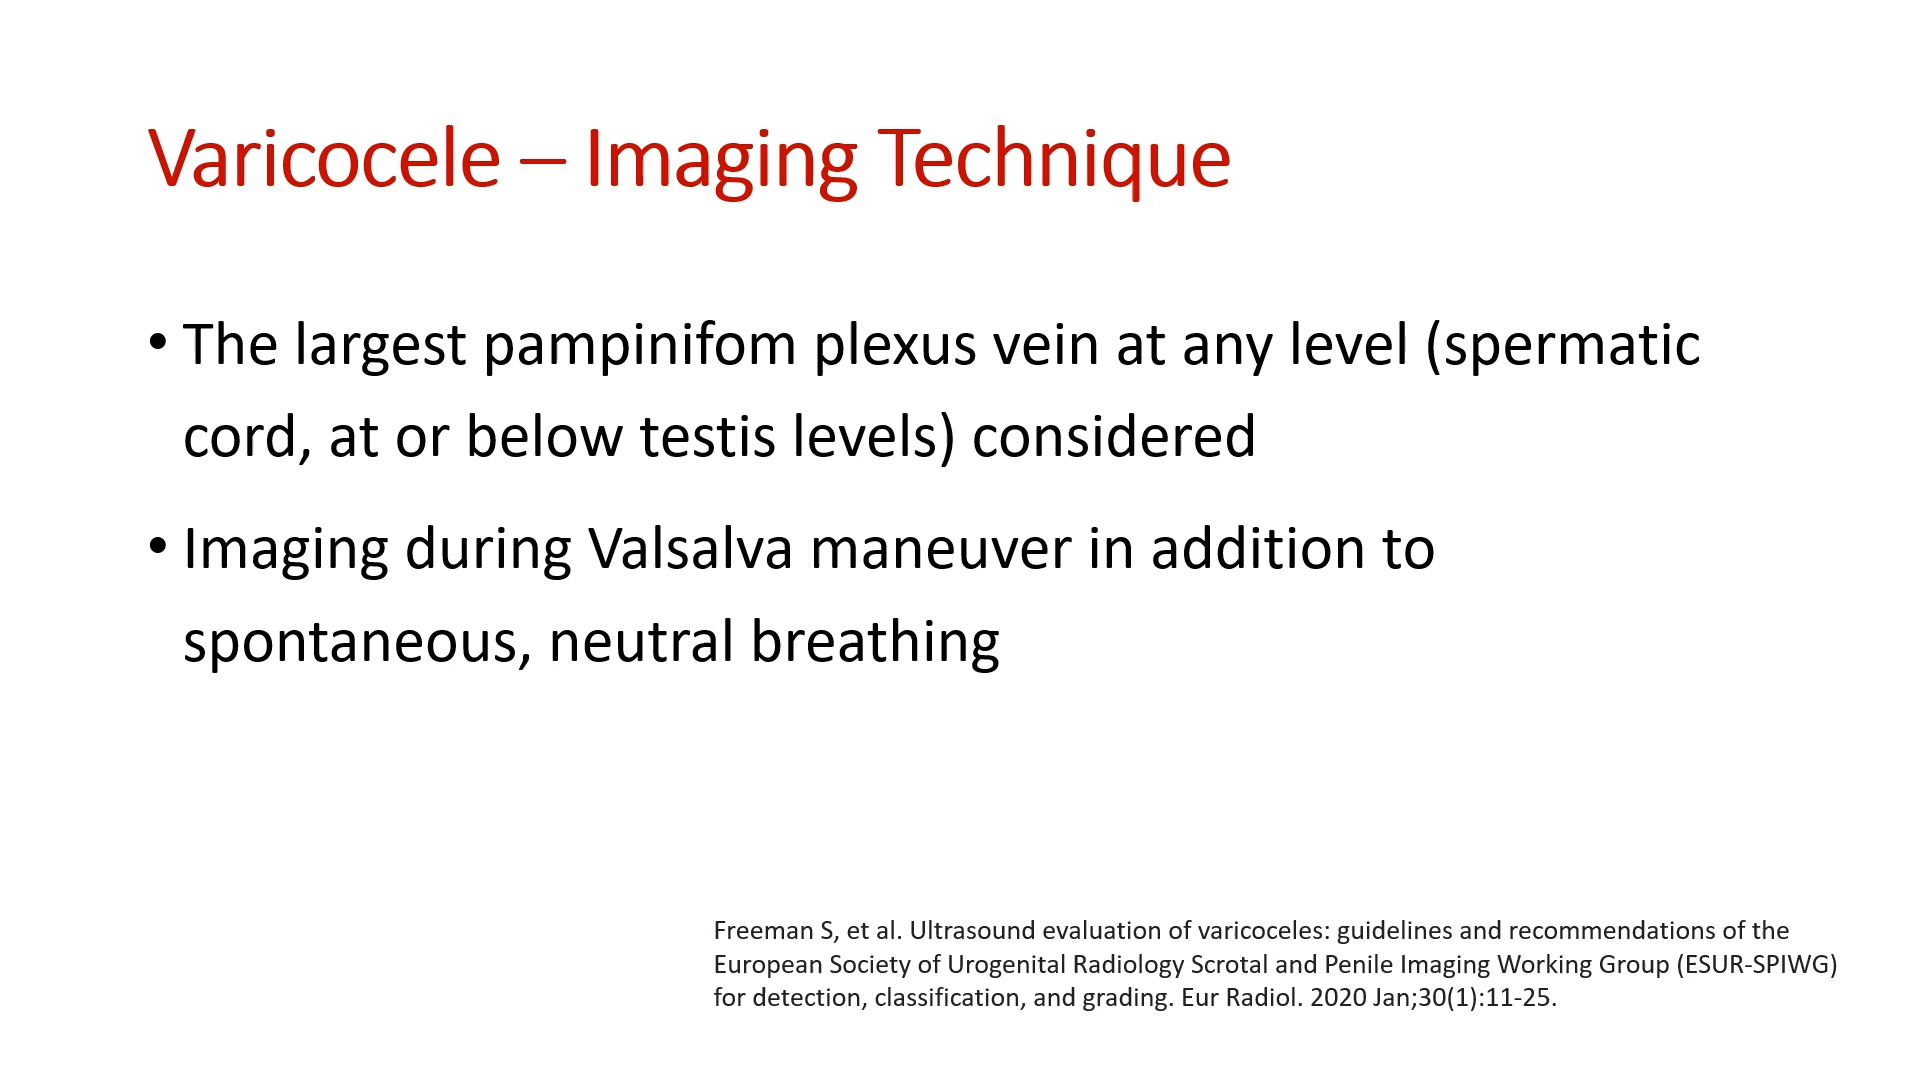 Varicocele – Imaging Technique
• The largest pampinifom plexus vein at any level (spermatic
cord, at or below testis levels) considered
• Imaging during Valsalva maneuver in addition to
spontaneous, neutral breathing
Freeman S, et al. Ultrasound evaluation of varicoceles: guidelines and recommendations of the
European Society of Urogenital Radiology Scrotal and Penile Imaging Working Group (ESUR-SPIWG)
for detection, classification, and grading. Eur Radiol. 2020 Jan;30(1):11-25.